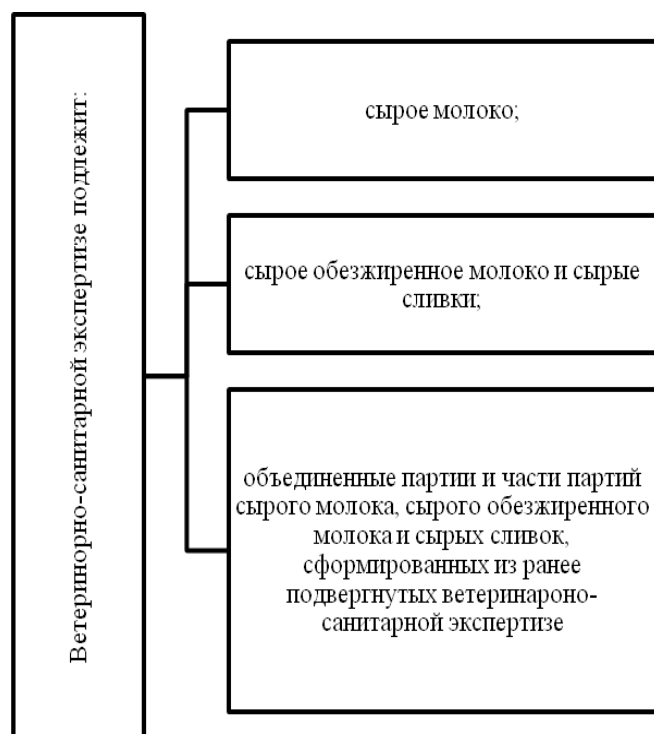 Ветеринорно-санитарной экспертизе подлежит:
сырое молоко;
сырое обезжиренное молоко и сырые
сливки;
объединенные партии и части партий
сырого молока, сырого обезжиренного
молока и сырых сливок,
сформированных из ранее
подвергнутых ветеринароно-
санитарной экспертизе